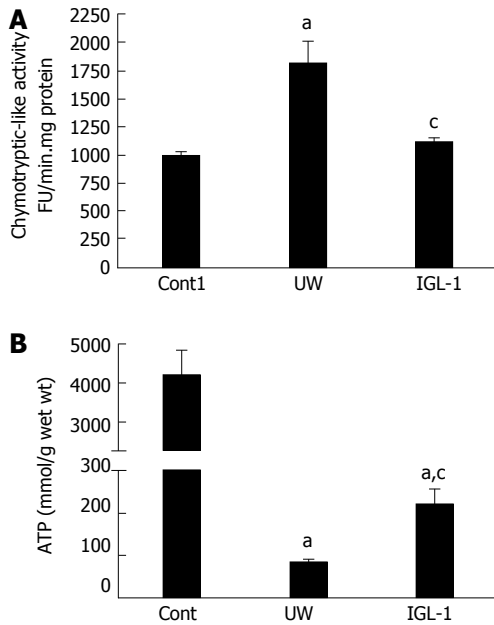 A
Chymotryptic-like activity
FU/min.mg protein
2250
2000
1750
1250
1250
1000
750
500
250
0
a
c
Cont1
UW
IGL-1
B
ATP (mmol/g wet wt)
5000
4000
3000
300
200
100
0
a
a,c
Cont
UW
IGL-1